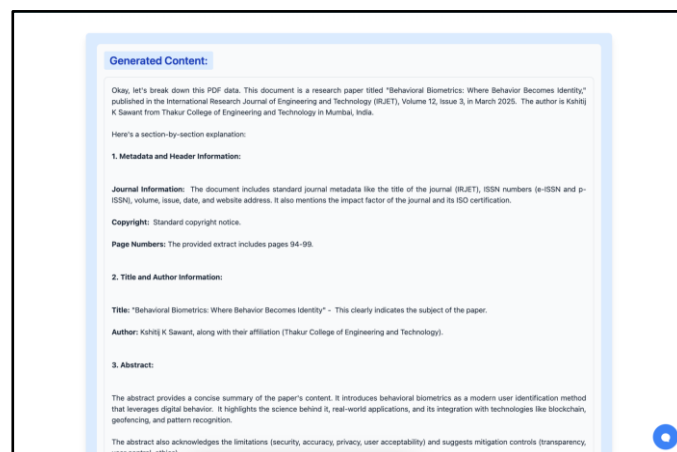 Generated Content:
Okay, let's break down this PDF data. This document is a research paper titled "Behavioral Biometrics: Where Behavior Becomes Identity,"
published in the International Research Journal of Engineering and Technology (IRJET), Volume 12, Issue 3, in March 2025. The author is Kshitij
K Sawant from Thakur College of Engineering and Technology in Mumbai, India.
Here's a section-by-section explanation:
1. Metadata and Header Information:
Journal Information: The document includes standard journal metadata like the title of the journal (IRJET), ISSN numbers (e-ISSN and p-
ISSN), volume, issue, date, and website address. It also mentions the impact factor of the journal and its ISO certification.
Copyright: Standard copyright notice.
Page Numbers: The provided extract includes pages 94-99.
2. Title and Author Information:
Title: "Behavioral Biometrics: Where Behavior Becomes Identity" - This clearly indicates the subject of the paper.
Author: Kshitij K Sawant, along with their affiliation (Thakur College of Engineering and Technology).
3. Abstract:
The abstract provides a concise summary of the paper's content. It introduces behavioral biometrics as a modern user identification method
that leverages digital behavior. It highlights the science behind it, real-world applications, and its integration with technologies like blockchain,
geofencing, and pattern recognition.
The abstract also acknowledges the limitations (security, accuracy, privacy, user acceptability) and suggests mitigation controls (transparency,